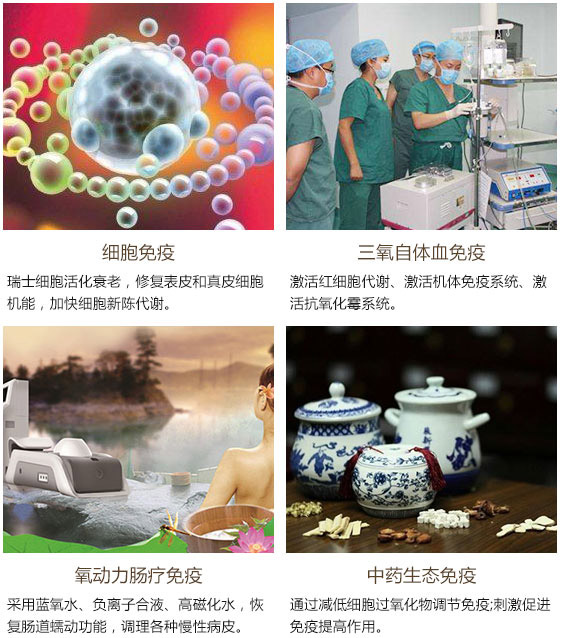 细胞免疫
瑞士细胞活化衰老，修复表皮和真皮细胞
机能，加快细胞新陈代谢。
三氧自体血免疫
激活红细胞代谢、激活机体免疫系统、激
活抗氧化霉系统。
氧动力肠疗免疫
采用蓝氧水、负离子合液、高磁化水，恢
复肠道蠕动功能，调理各种慢性病皮。
中药生态免疫
通过减低细胞过氧化物调节免疫;刺激促进
免疫提高作用。